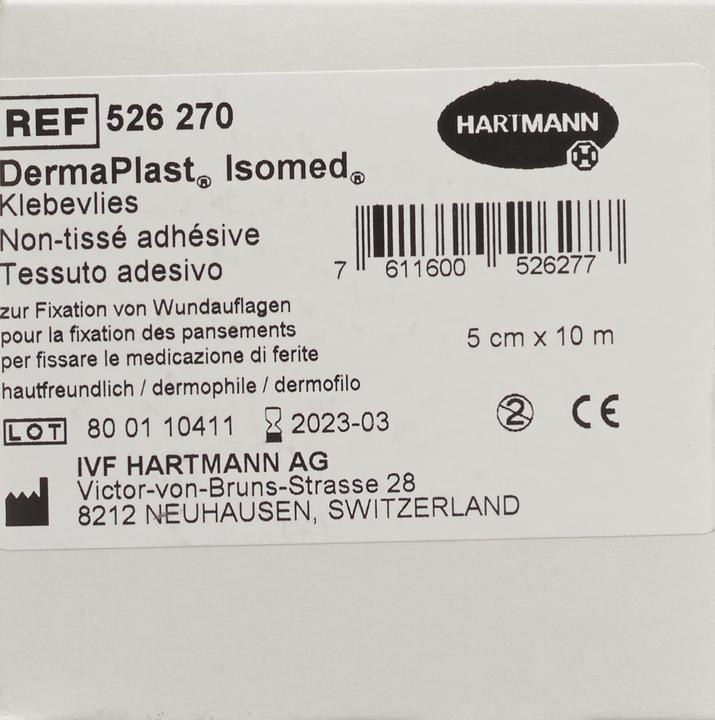 REF 526 270
HARTMANN
DermaPlast® Isomed®
Klebevlies
Non-tissé adhésive
Tessuto adesivo
7 611600 526277
zur Fixation von Wundauflagen
pour la fixation des pansements
per fissare le medicazione di ferite
5 cm x 10 m
hautfreundlich / dermophile / dermofilo
LOT 80 01 10411 2023-03
2 CE
IVF HARTMANN AG
Victor-von-Bruns-Strasse 28
8212 NEUHAUSEN, SWITZERLAND